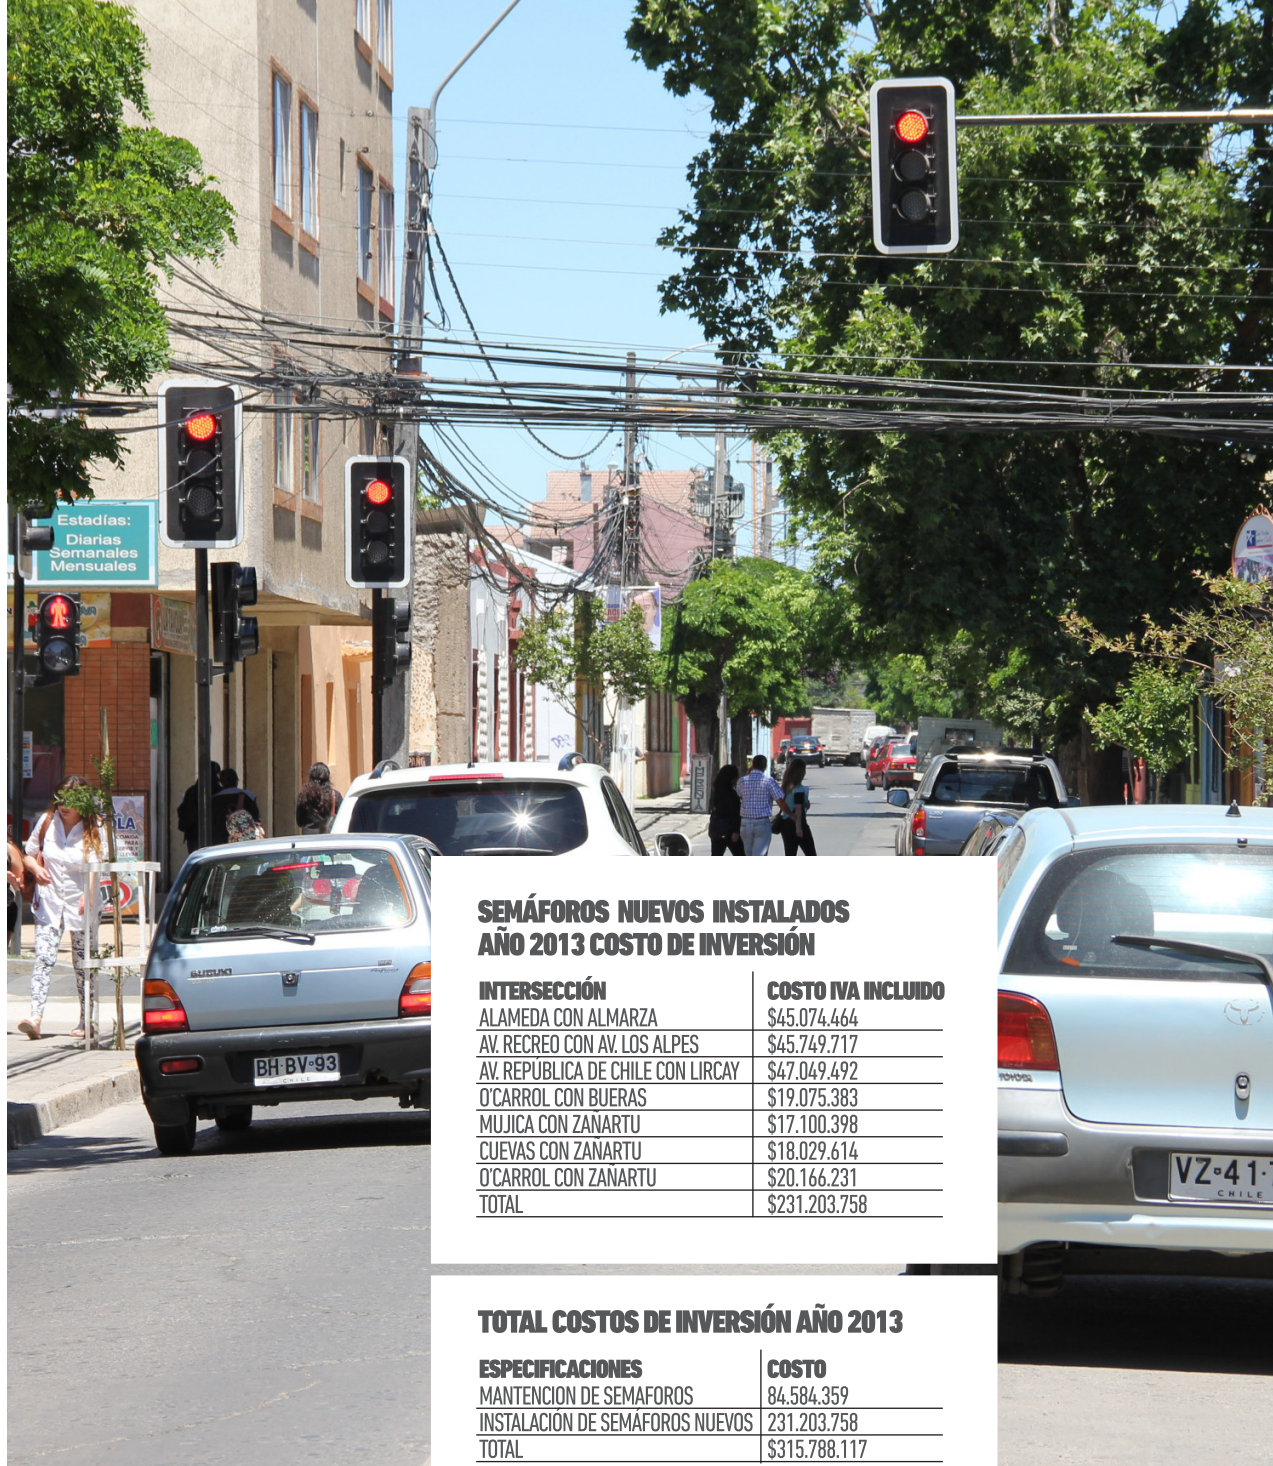 Estadías:
Diarias
Semanales
Mensuales
SUZUKI
BH·BV·93
CHILE
TOYOTA
VZ·41·
CHILE
SEMÁFOROS NUEVOS INSTALADOS
AÑO 2013 COSTO DE INVERSIÓN
INTERSECCIÓN COSTO IVA INCLUIDO
ALAMEDA CON ALMARZA $45.074.464
AV. RECREO CON AV. LOS ALPES $45.749.717
AV. REPÚBLICA DE CHILE CON LIRCAY $47.049.492
O'CARROL CON BUERAS $19.075.383
MUJICA CON ZAÑARTU $17.100.398
CUEVAS CON ZAÑARTU $18.029.614
O'CARROL CON ZAÑARTU $20.166.231
TOTAL $231.203.758
TOTAL COSTOS DE INVERSIÓN AÑO 2013
ESPECIFICACIONES COSTO
MANTENCION DE SEMAFOROS 84.584.359
INSTALACIÓN DE SEMÁFOROS NUEVOS 231.203.758
TOTAL $315.788.117